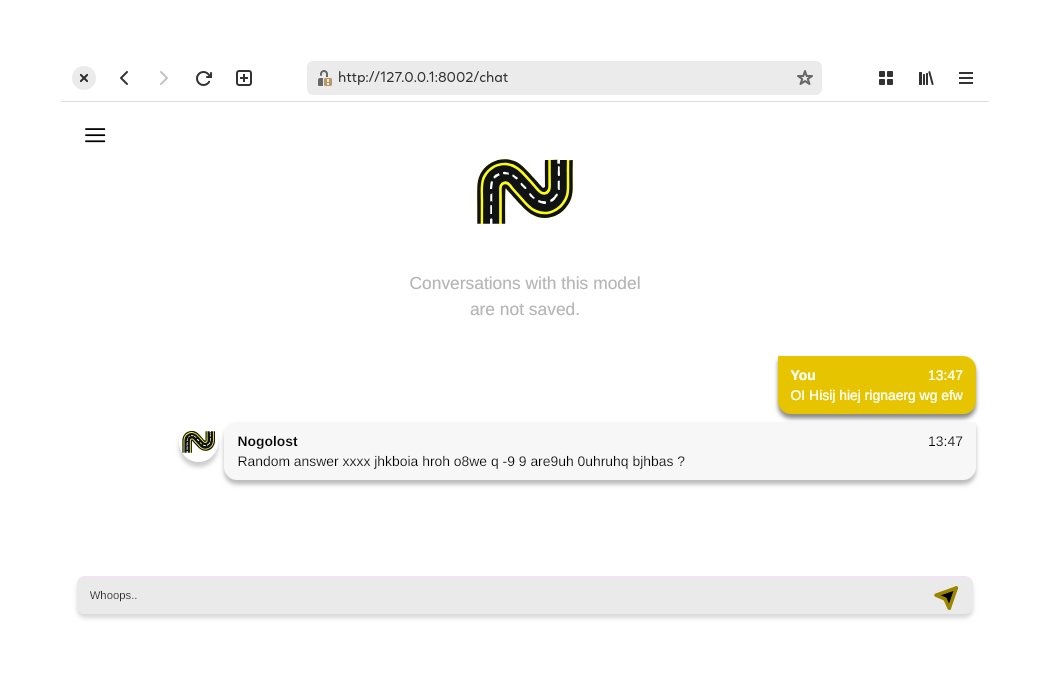 http://127.0.0.1:8002/chat
Conversations with this model
are not saved.
You 13:47
OI Hisij hiej rignaerg wg efw
Nogolost 13:47
Random answer xxxx jhkboia hroh o8we q -9 9 are9uh 0uhruhq bjhbas ?
Whoops..